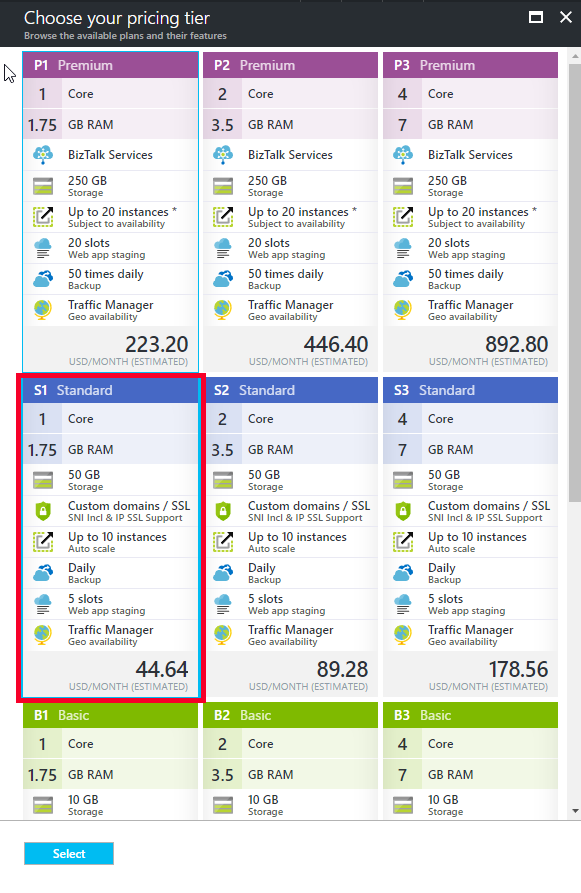 Choose your pricing tier
Browse the available plans and their features
P1 Premium
1 Core
1.75 GB RAM
BizTalk Services
250 GB
Storage
Up to 20 instances *
Subject to availability
20 slots
Web app staging
50 times daily
Backup
Traffic Manager
Geo availability
223.20
USD/MONTH (ESTIMATED)
P2 Premium
2 Core
3.5 GB RAM
BizTalk Services
250 GB
Storage
Up to 20 instances *
Subject to availability
20 slots
Web app staging
50 times daily
Backup
Traffic Manager
Geo availability
446.40
USD/MONTH (ESTIMATED)
P3 Premium
4 Core
7 GB RAM
BizTalk Services
250 GB
Storage
Up to 20 instances *
Subject to availability
20 slots
Web app staging
50 times daily
Backup
Traffic Manager
Geo availability
892.80
USD/MONTH (ESTIMATED)
S1 Standard
1 Core
1.75 GB RAM
50 GB
Storage
Custom domains / SSL
SNI Incl & IP SSL Support
Up to 10 instances
Auto scale
Daily
Backup
5 slots
Web app staging
Traffic Manager
Geo availability
44.64
USD/MONTH (ESTIMATED)
S2 Standard
2 Core
3.5 GB RAM
50 GB
Storage
Custom domains / SSL
SNI Incl & IP SSL Support
Up to 10 instances
Auto scale
Daily
Backup
5 slots
Web app staging
Traffic Manager
Geo availability
89.28
USD/MONTH (ESTIMATED)
S3 Standard
4 Core
7 GB RAM
50 GB
Storage
Custom domains / SSL
SNI Incl & IP SSL Support
Up to 10 instances
Auto scale
Daily
Backup
5 slots
Web app staging
Traffic Manager
Geo availability
178.56
USD/MONTH (ESTIMATED)
B1 Basic
1 Core
1.75 GB RAM
10 GB
Storage
B2 Basic
2 Core
3.5 GB RAM
10 GB
Storage
B3 Basic
4 Core
7 GB RAM
10 GB
Storage
Select